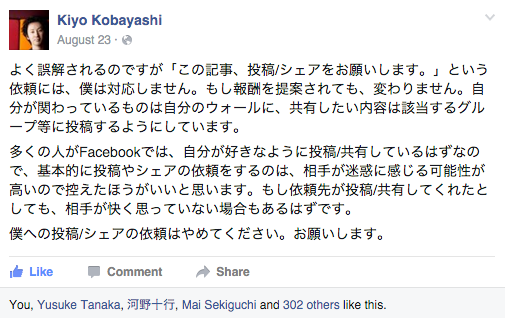 Kiyo Kobayashi
August 23 ·
よく誤解されるのですが「この記事、投稿/シェアをお願いします。」という
依頼には、僕は対応しません。もし報酬を提案されても、変わりません。自
分が関わっているものは自分のウォールに、共有したい内容は該当するグル
ープ等に投稿するようにしています。
多くの人がFacebookでは、自分が好きなように投稿/共有しているはずなの
で、基本的に投稿やシェアの依頼をするのは、相手が迷惑に感じる可能性が
高いので控えたほうがいいと思います。もし依頼先が投稿/共有してくれたと
しても、相手が快く思っていない場合もあるはずです。
僕への投稿/シェアの依頼はやめてください。お願いします。
Like Comment Share
You, Yusuke Tanaka, 河野十行, Mai Sekiguchi and 302 others like this.